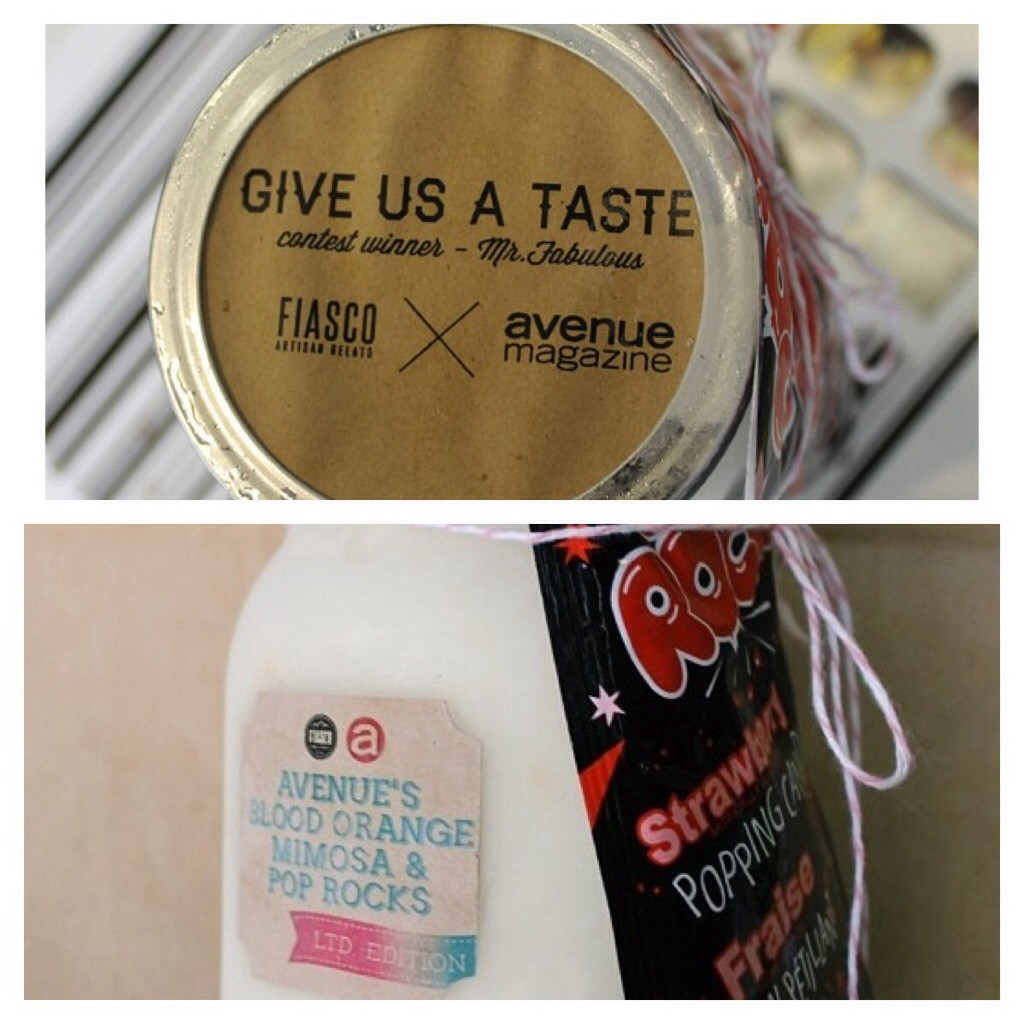 GIVE US A TASTE
contest winner - Mr. Fabulous
FIASCO
ARTISAN GELATO
X
avenue
magazine
a
AVENUE'S
BLOOD ORANGE
MIMOSA &
POP ROCKS
LTD EDITION
Strawberry
POPPING
Fraise